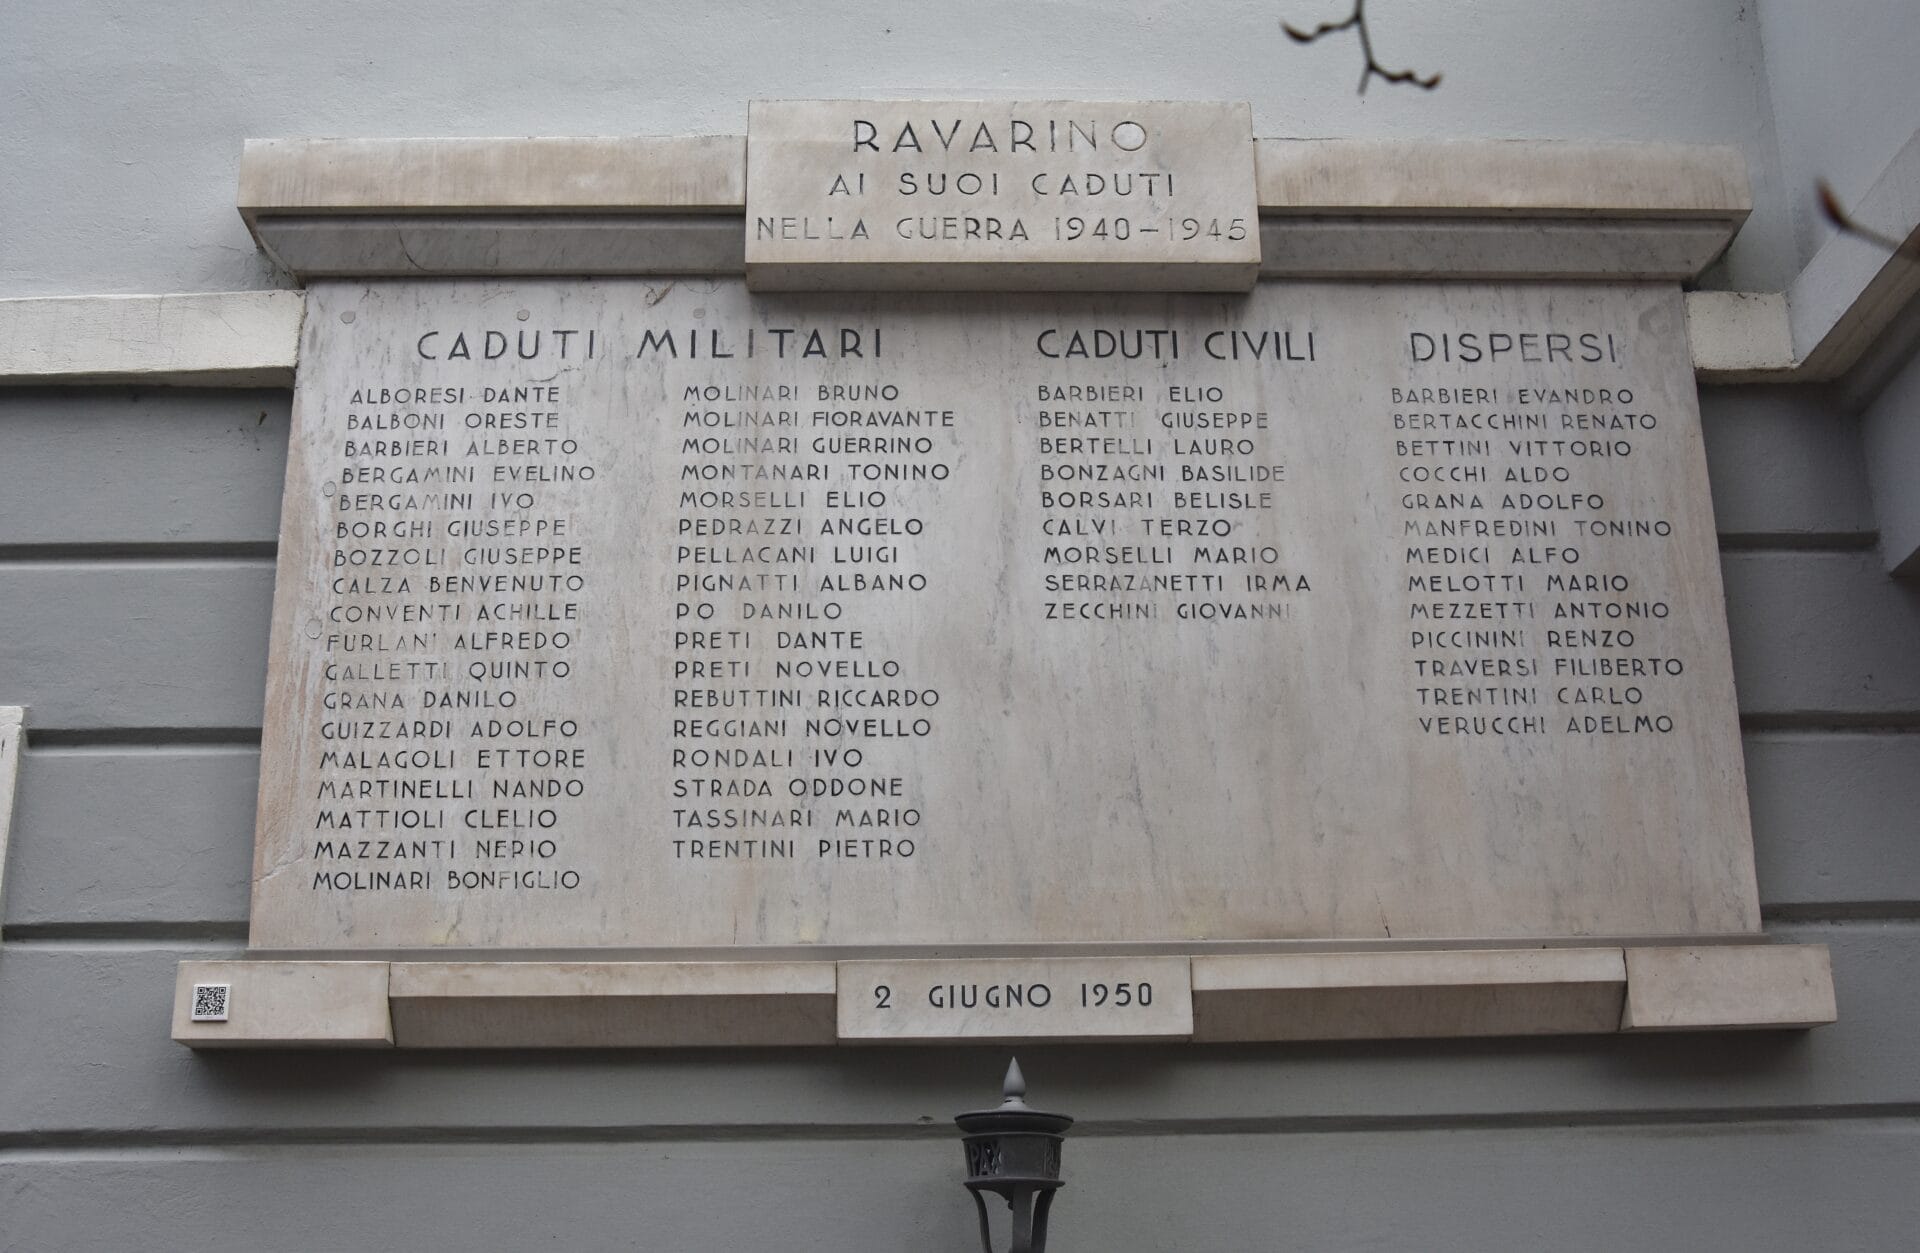 RAVARINO
AI SUOI CADUTI
NELLA GUERRA 1940-1945
CADUTI MILITARI
ALBORESI DANTE
BALBONI ORESTE
BARBIERI ALBERTO
BERGAMINI EVELINO
BERGAMINI IVO
BORGHI GIUSEPPE
BOZZOLI GIUSEPPE
CALZA BENVENUTO
CONVENTI ACHILLE
FURLANI ALFREDO
GALLETTI QUINTO
GRANA DANILO
GUIZZARDI ADOLFO
MALAGOLI ETTORE
MARTINELLI NANDO
MATTIOLI CLELIO
MAZZANTI NERIO
MOLINARI BONFIGLIO
MOLINARI BRUNO
MOLINARI FIORAVANTE
MOLINARI GUERRINO
MONTANARI TONINO
MORSELLI ELIO
PEDRAZZI ANGELO
PELLACANI LUIGI
PIGNATTI ALBANO
PO DANILO
PRETI DANTE
PRETI NOVELLO
REBUTTINI RICCARDO
REGGIANI NOVELLO
RONDALI IVO
STRADA ODDONE
TASSINARI MARIO
TRENTINI PIETRO
CADUTI CIVILI
BARBIERI ELIO
BENATTI GIUSEPPE
BERTELLI LAURO
BONZAGNI BASILIDE
BORSARI BELISLE
CALVI TERZO
MORSELLI MARIO
SERRAZANETTI IRMA
ZECCHINI GIOVANNI
DISPERSI
BARBIERI EVANDRO
BERTACCHINI RENATO
BETTINI VITTORIO
COCCHI ALDO
GRANA ADOLFO
MANFREDINI TONINO
MEDICI ALFO
MELOTTI MARIO
MEZZETTI ANTONIO
PICCININI RENZO
TRAVERSI FILIBERTO
TRENTINI CARLO
VERUCCHI ADELMO
2 GIUGNO 1950
PAX